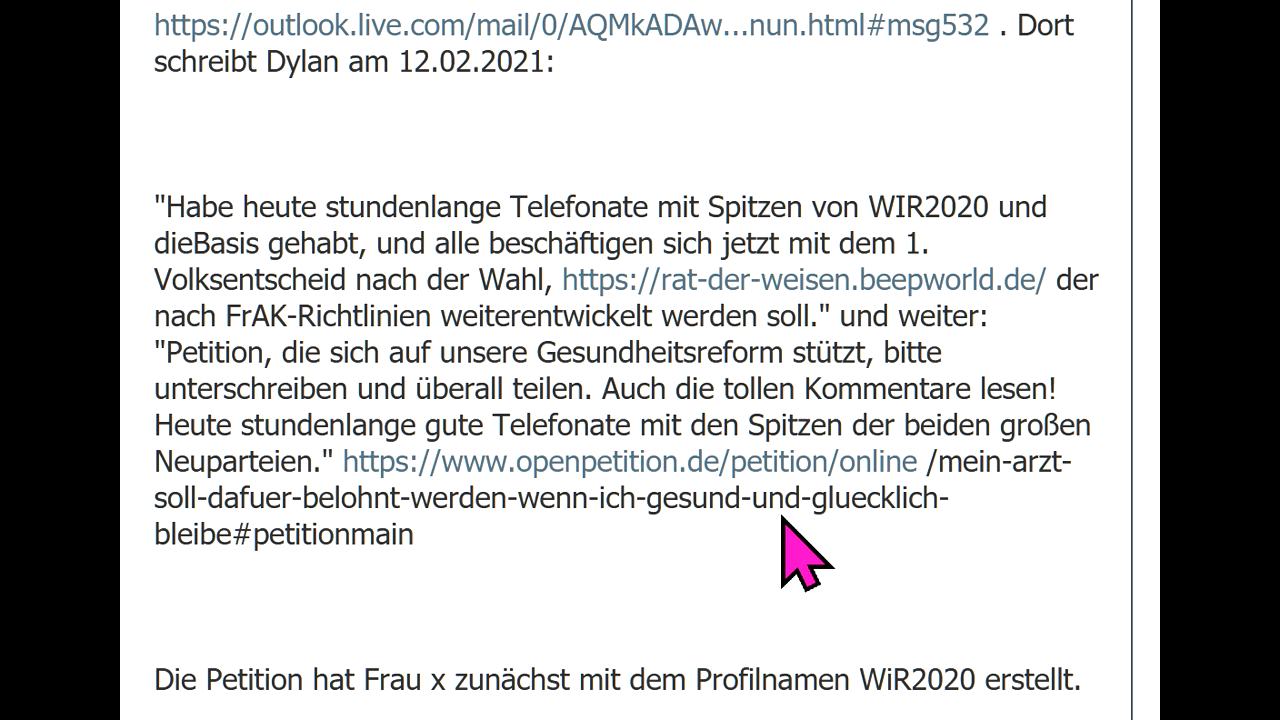 https://outlook.live.com/mail/0/AQMkADAw...nun.html#msg532 . Dort
schreibt Dylan am 12.02.2021:
"Habe heute stundenlange Telefonate mit Spitzen von WIR2020 und
dieBasis gehabt, und alle beschäftigen sich jetzt mit dem 1.
Volksentscheid nach der Wahl, https://rat-der-weisen.beepworld.de/ der
nach FrAK-Richtlinien weiterentwickelt werden soll." und weiter:
"Petition, die sich auf unsere Gesundheitsreform stützt, bitte
unterschreiben und überall teilen. Auch die tollen Kommentare lesen!
Heute stundenlange gute Telefonate mit den Spitzen der beiden großen
Neuparteien." https://www.openpetition.de/petition/online /mein-arzt-
soll-dafuer-belohnt-werden-wenn-ich-gesund-und-gluecklich-
bleibe#petitionmain
Die Petition hat Frau x zunächst mit dem Profilnamen WiR2020 erstellt.